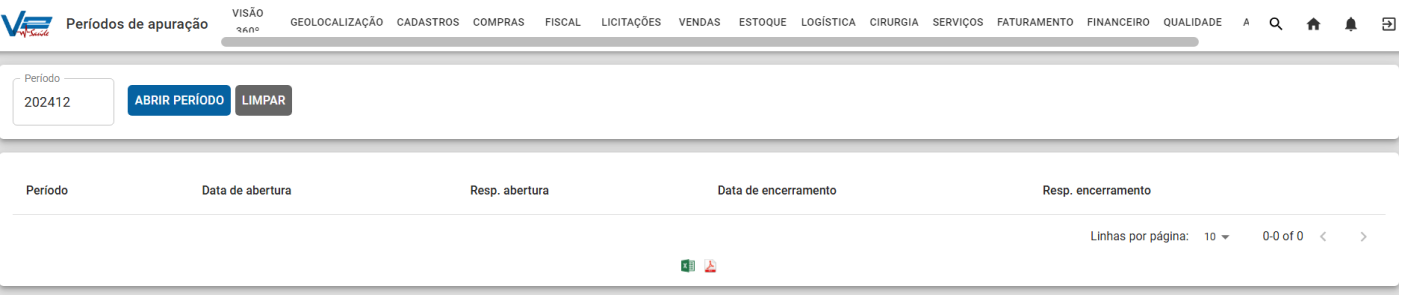 Períodos de apuração
VISÃO
360º
GEOLOCALIZAÇÃO CADASTROS COMPRAS FISCAL LICITAÇÕES VENDAS ESTOQUE LOGÍSTICA CIRURGIA SERVIÇOS FATURAMENTO FINANCEIRO QUALIDADE A
Período
202412 ABRIR PERÍODO LIMPAR
Período Data de abertura Resp. abertura Data de encerramento Resp. encerramento
Linhas por página: 10 0-0 of 0